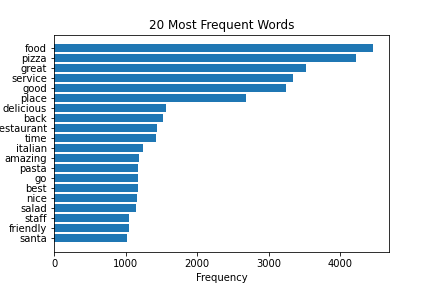 20 Most Frequent Words
food
pizza
great
service
good
place
delicious
back
estaurant
time
italian
amazing
pasta
go
best
nice
salad
staff
friendly
santa
0 1000 2000 3000 4000
Frequency